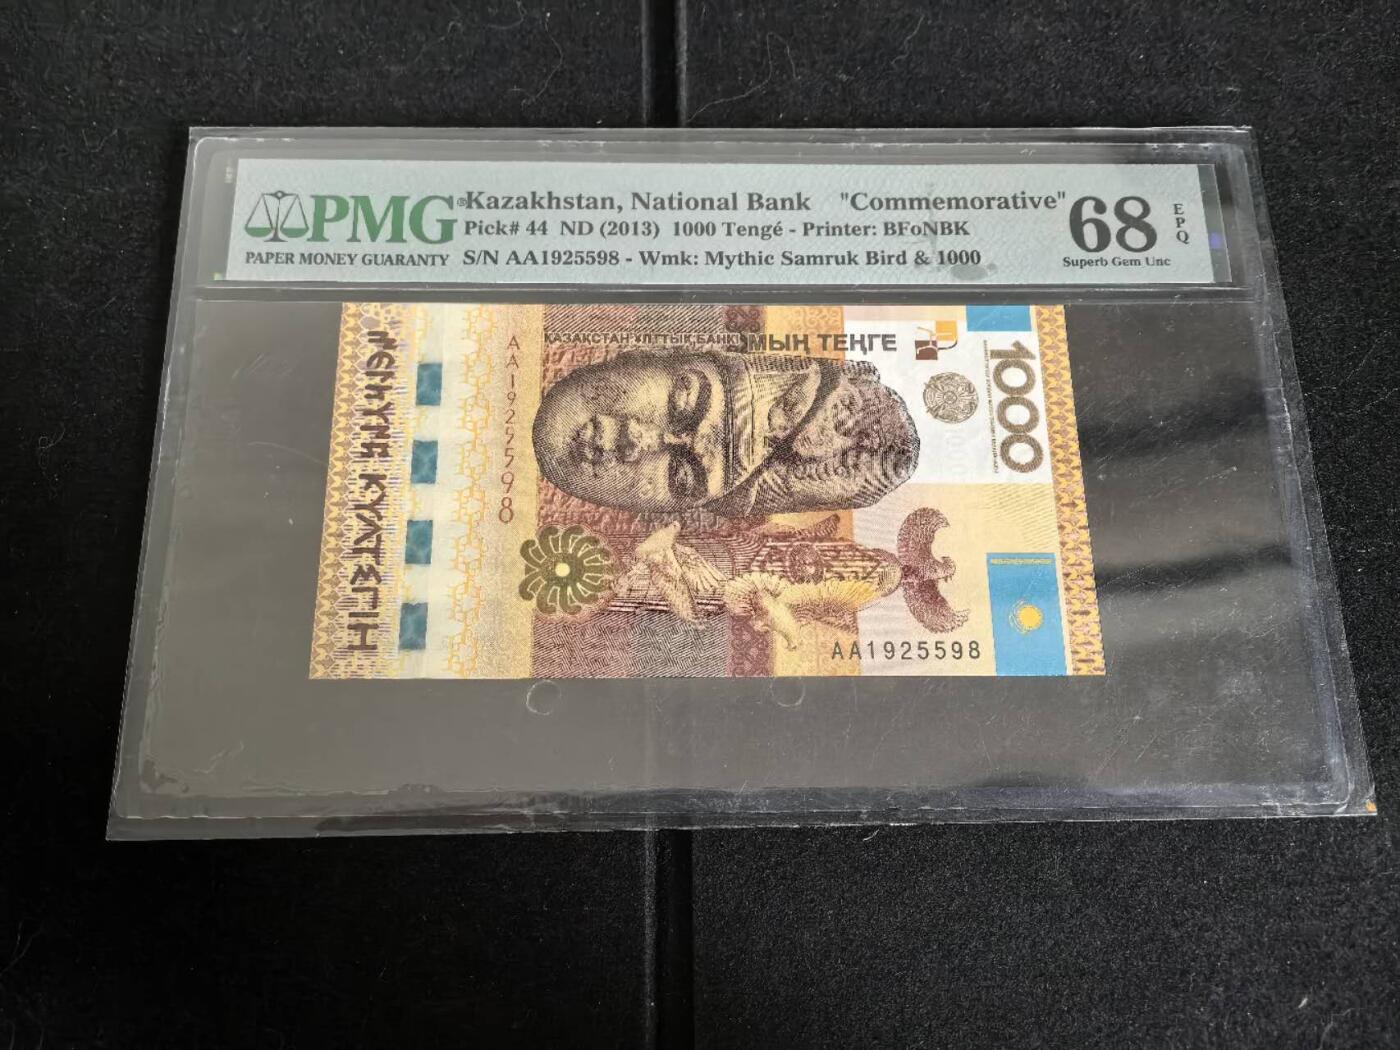 PMG® Kazakhstan, National Bank "Commemorative" 68 EPQ
Pick# 44 ND (2013) 1000 Tengé - Printer: BFoNBK
PAPER MONEY GUARANTY S/N AA1925598 - Wmk: Mythic Samruk Bird & 1000 Superb Gem Unc
ҚАЗАҚСТАН ҰЛТТЫҚ БАНКІ
МЫҢ ТЕҢГЕ
1000
AA1925598
КҮЛТЕГІН
AA1925598